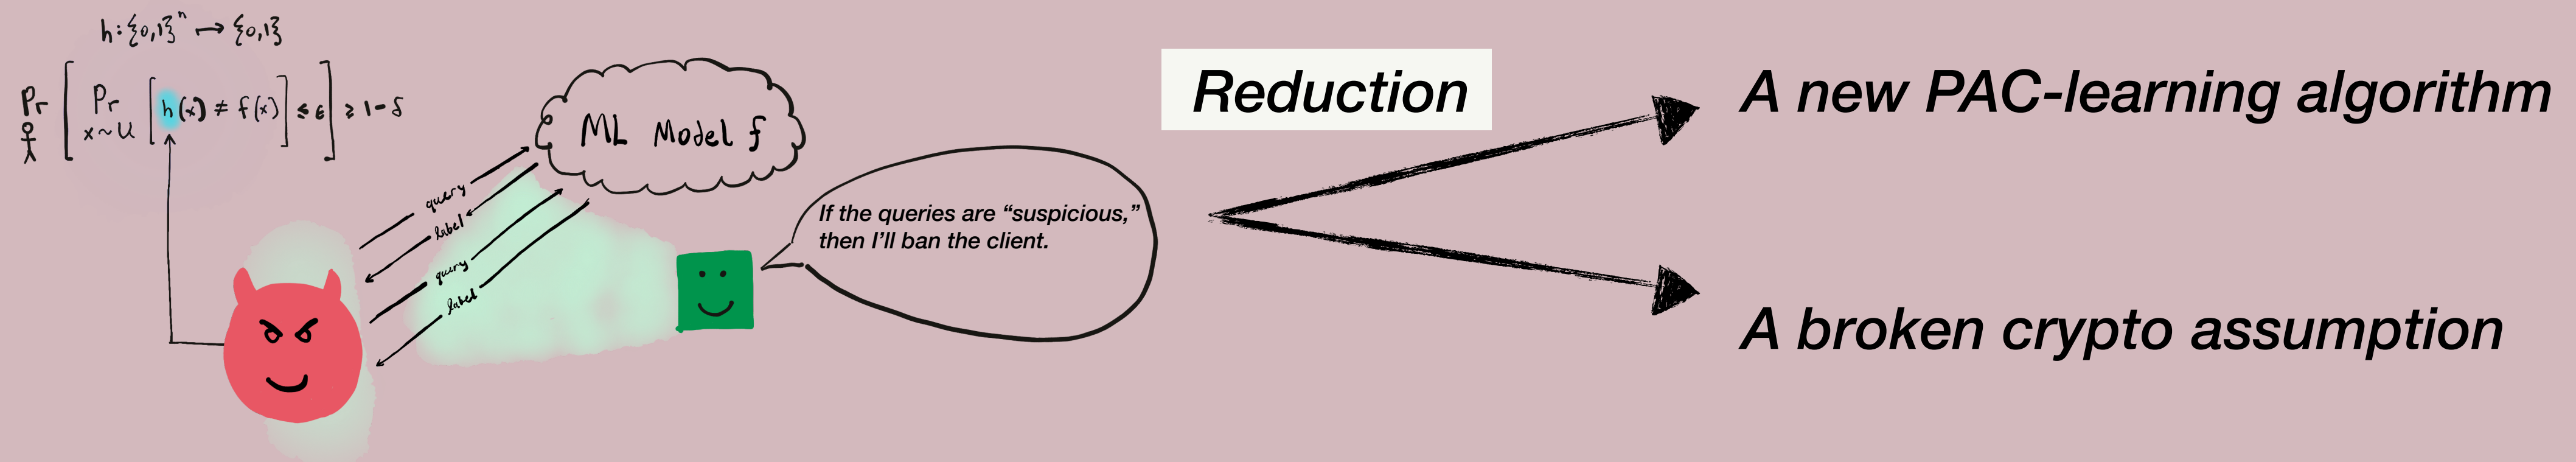 h : {0,1}ⁿ ↦ {0,1}
Pr [ Pr [ h(x) ≠ f(x) ] ≤ ε ] ≥ 1 - δ
x ~ U
ML Model f
query
label
query
label
If the queries are “suspicious,”
then I’ll ban the client.
Reduction
A new PAC-learning algorithm
A broken crypto assumption